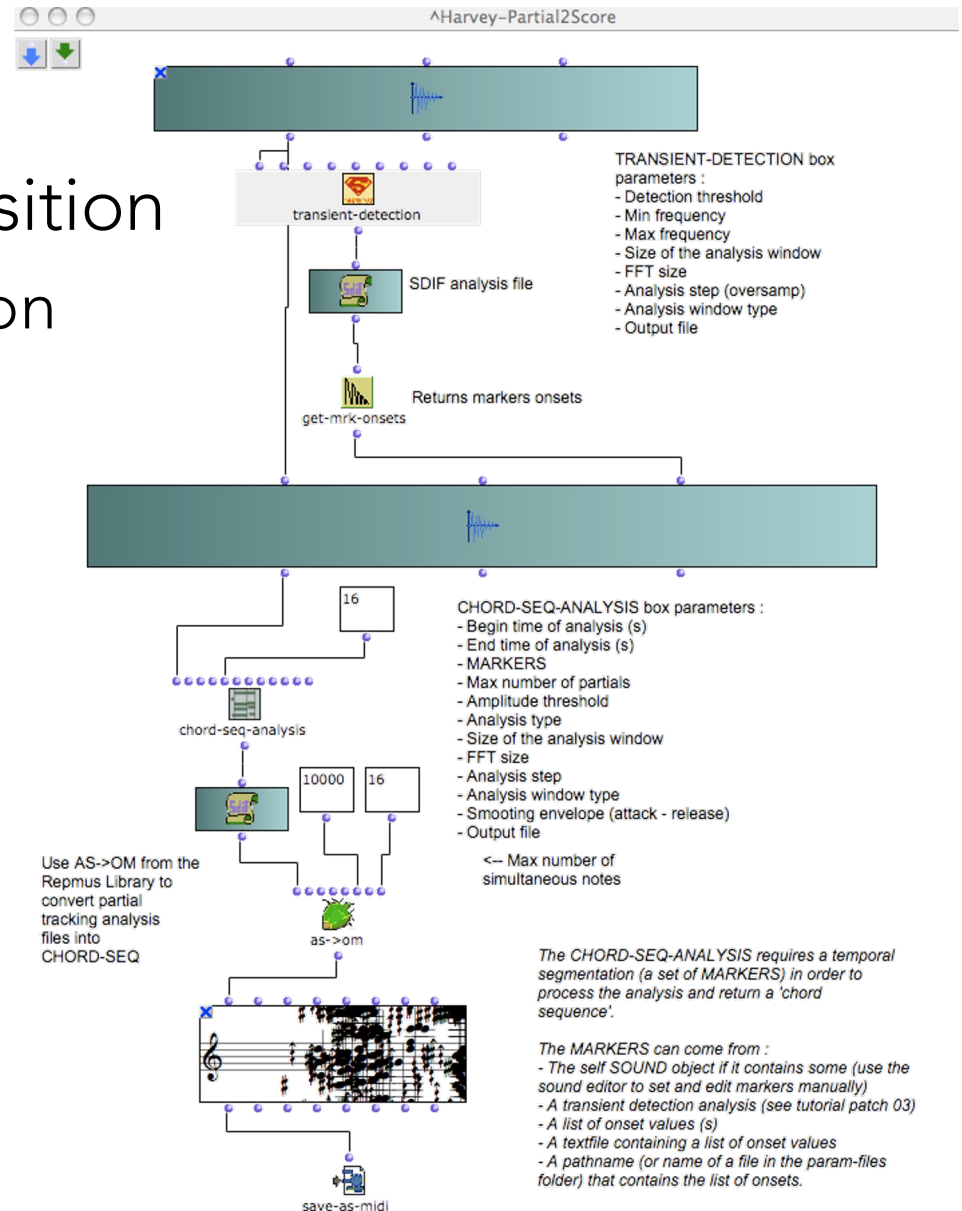 ^Harvey-Partial2Score
sition
on
TRANSIENT-DETECTION box
parameters :
- Detection threshold
- Min frequency
- Max frequency
- Size of the analysis window
- FFT size
- Analysis step (oversamp)
- Analysis window type
- Output file
transient-detection
SDIF analysis file
Returns markers onsets
get-mrk-onsets
16
CHORD-SEQ-ANALYSIS box parameters :
- Begin time of analysis (s)
- End time of analysis (s)
- MARKERS
- Max number of partials
- Amplitude threshold
- Analysis type
- Size of the analysis window
- FFT size
- Analysis step
- Analysis window type
- Smooting envelope (attack - release)
- Output file
chord-seq-analysis
10000
16
<-- Max number of
simultaneous notes
Use AS->OM from the
Repmus Library to
convert partial
tracking analysis
files into
CHORD-SEQ
as->om
The CHORD-SEQ-ANALYSIS requires a temporal
segmentation (a set of MARKERS) in order to
process the analysis and return a 'chord
sequence'.
The MARKERS can come from :
- The self SOUND object if it contains some (use the
sound editor to set and edit markers manually)
- A transient detection analysis (see tutorial patch 03)
- A list of onset values (s)
- A textfile containing a list of onset values
- A pathname (or name of a file in the param-files
folder) that contains the list of onsets.
save-as-midi